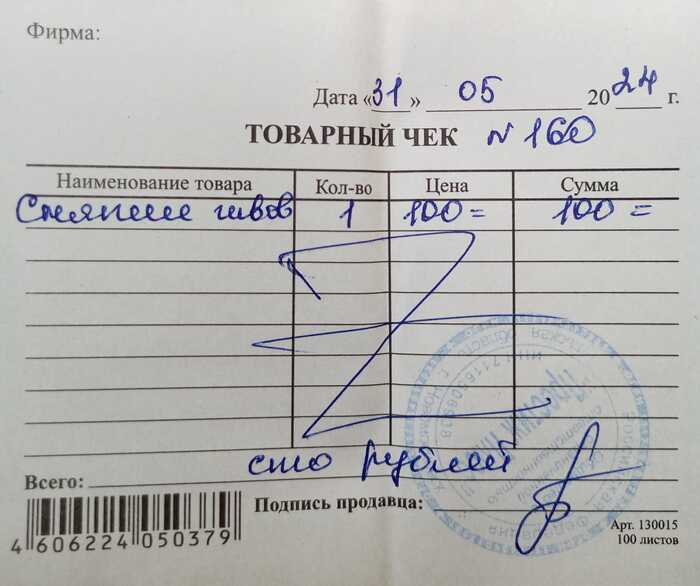 Фирма:
Дата «31» 05 2024 г.
ТОВАРНЫЙ ЧЕК N 160
Наименование товара Кол-во Цена Сумма
Снятие швов 1 100= 100=
сто рублей
Всего:
Подпись продавца:
4 606224 050379
Арт. 130015
100 листов